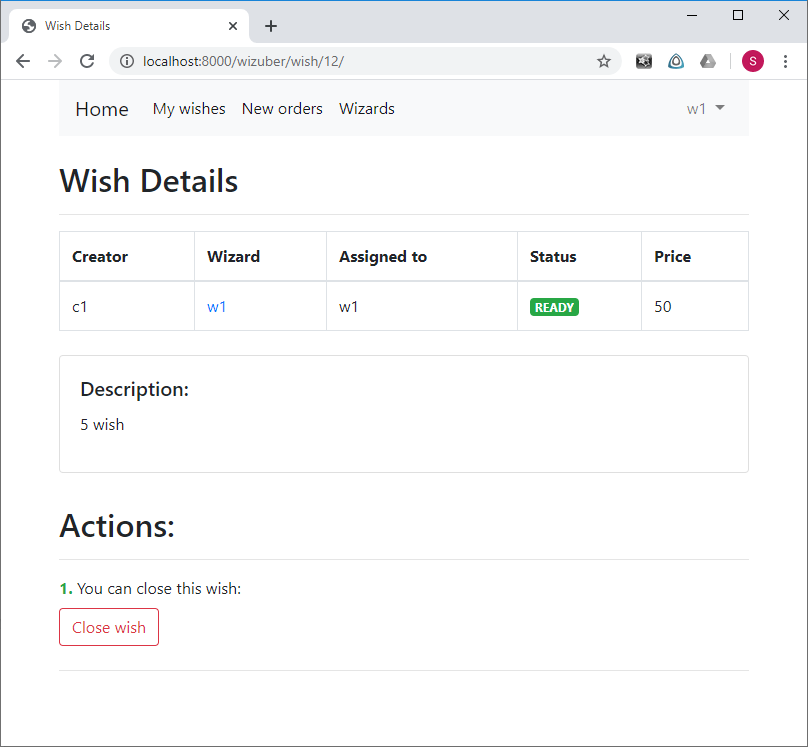 Wish Details
localhost:8000/wizuber/wish/12/
S
Home My wishes New orders Wizards w1
Wish Details
Creator Wizard Assigned to Status Price
c1 w1 w1 READY 50
Description:
5 wish
Actions:
1. You can close this wish:
Close wish